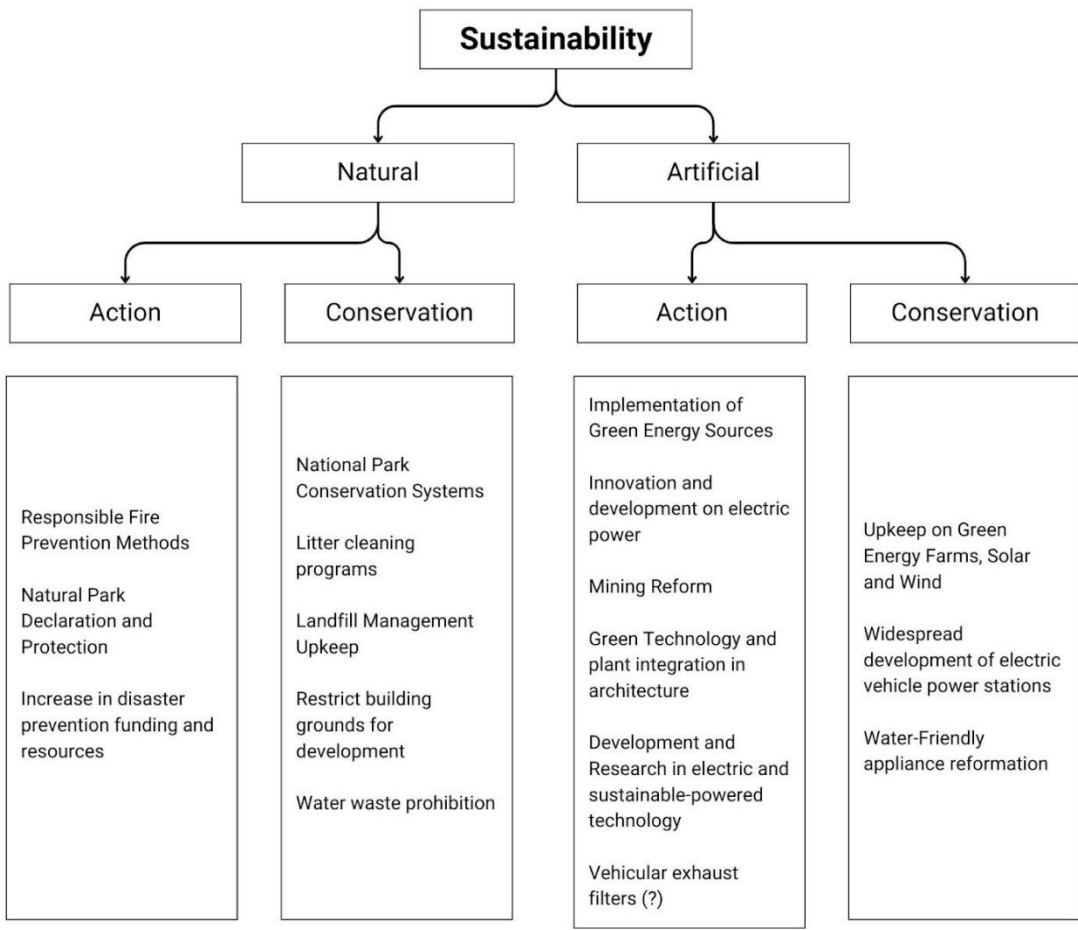 Sustainability
Natural
Artificial
Action
Conservation
Action
Conservation
Responsible Fire
Prevention Methods
Natural Park
Declaration and
Protection
Increase in disaster
prevention funding and
resources
National Park
Conservation Systems
Litter cleaning
programs
Landfill Management
Upkeep
Restrict building
grounds for
development
Water waste prohibition
Implementation of
Green Energy Sources
Innovation and
development on electric
power
Mining Reform
Green Technology and
plant integration in
architecture
Development and
Research in electric and
sustainable-powered
technology
Vehicular exhaust
filters (?)
Upkeep on Green
Energy Farms, Solar
and Wind
Widespread
development of electric
vehicle power stations
Water-Friendly
appliance reformation